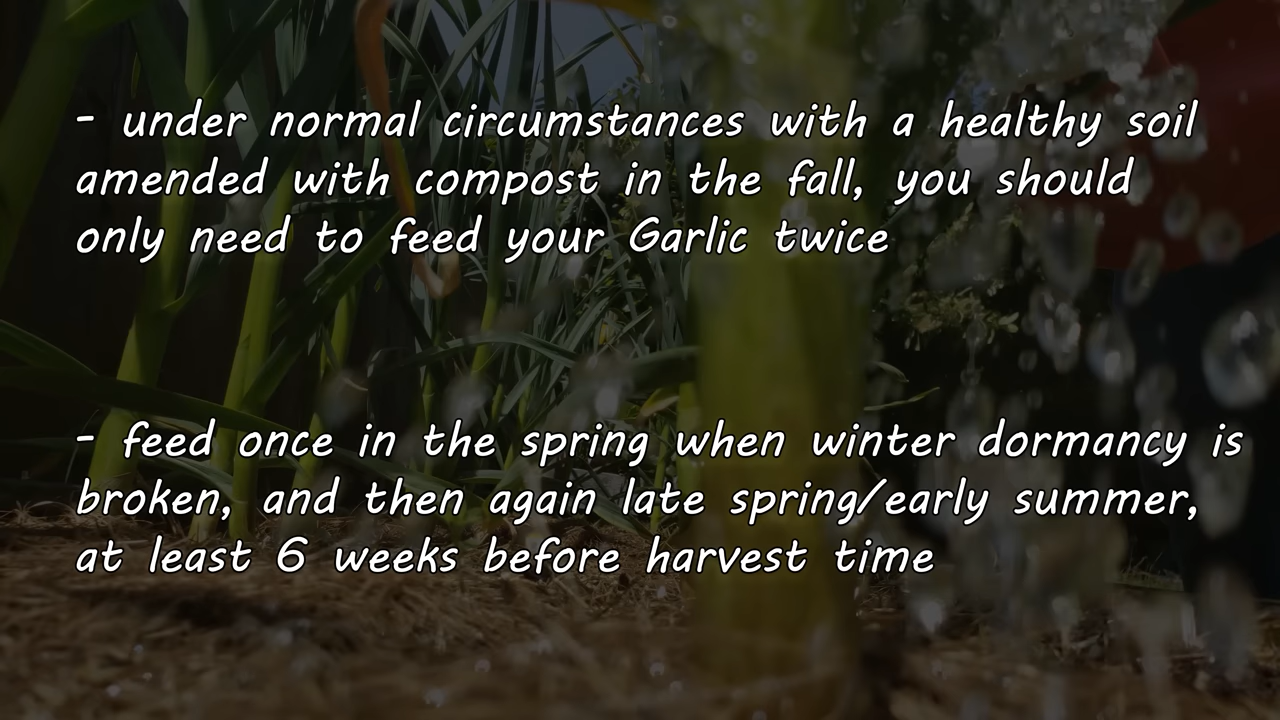 - under normal circumstances with a healthy soil
amended with compost in the fall, you should
only need to feed your Garlic twice
- feed once in the spring when winter dormancy is
broken, and then again late spring/early summer,
at least 6 weeks before harvest time